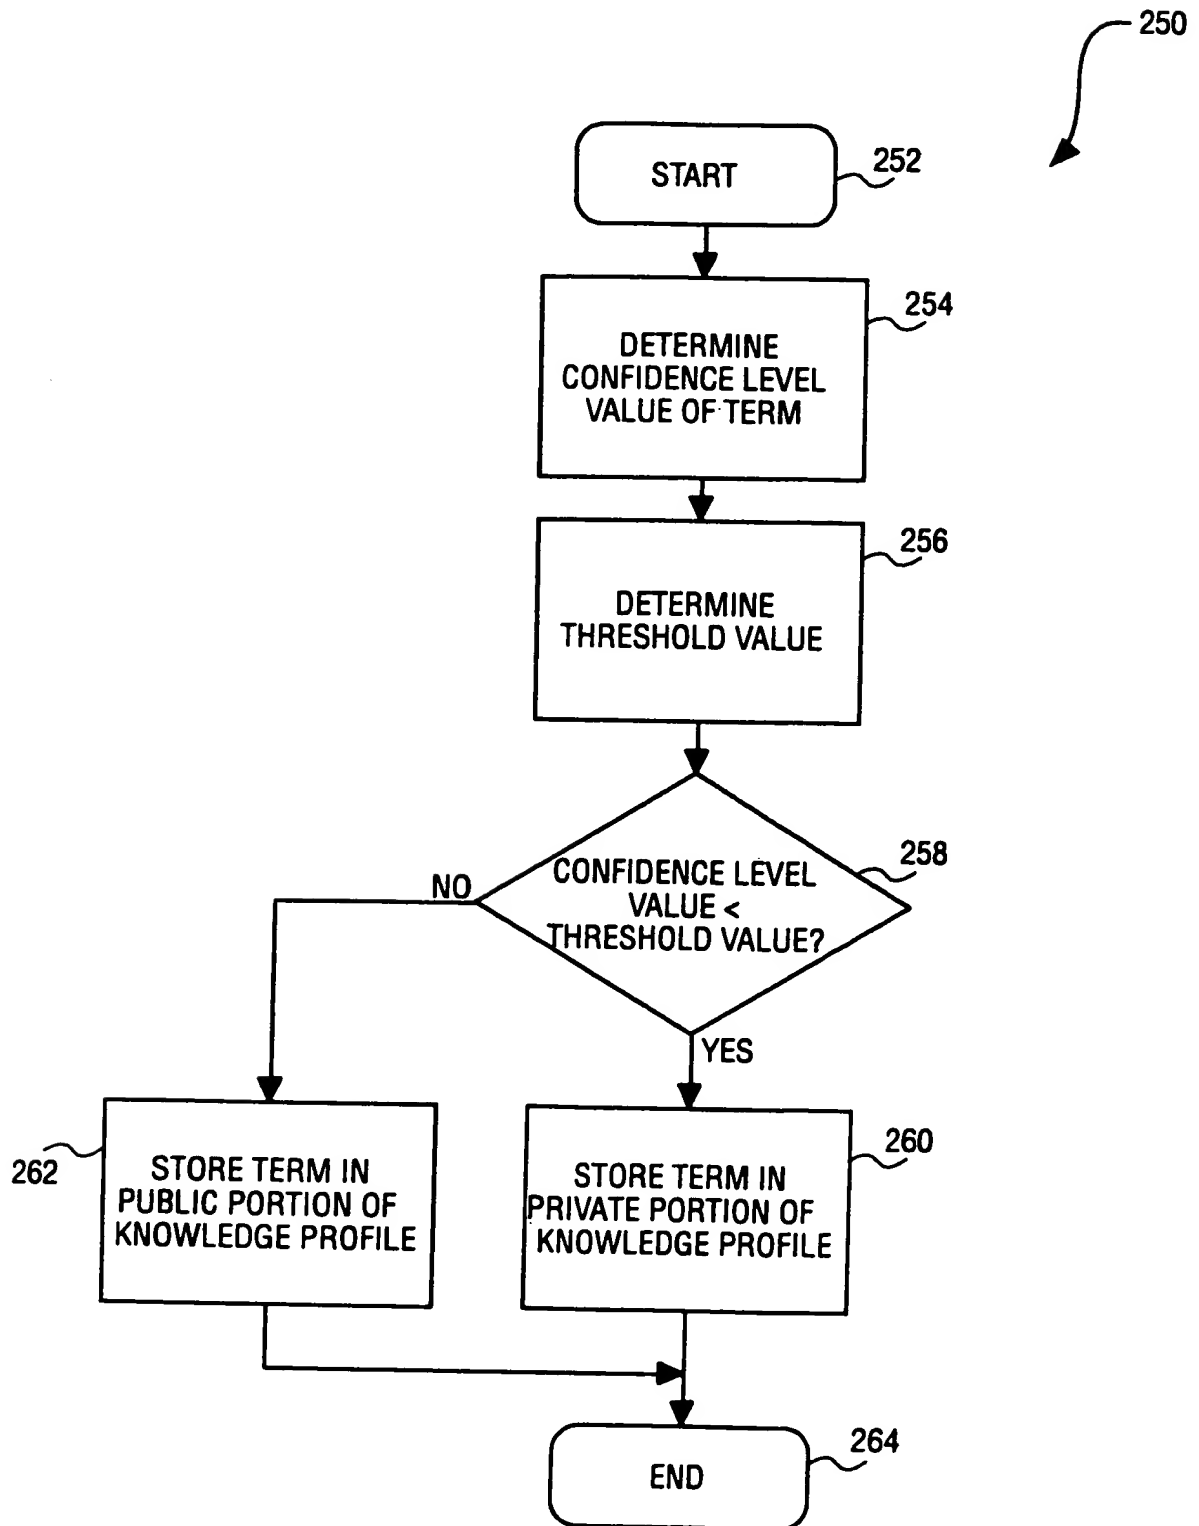 250
START
252
DETERMINE
CONFIDENCE LEVEL
VALUE OF TERM
254
DETERMINE
THRESHOLD VALUE
256
CONFIDENCE LEVEL
VALUE <
THRESHOLD VALUE?
258
NO
YES
STORE TERM IN
PUBLIC PORTION OF
KNOWLEDGE PROFILE
262
STORE TERM IN
PRIVATE PORTION OF
KNOWLEDGE PROFILE
260
END
264